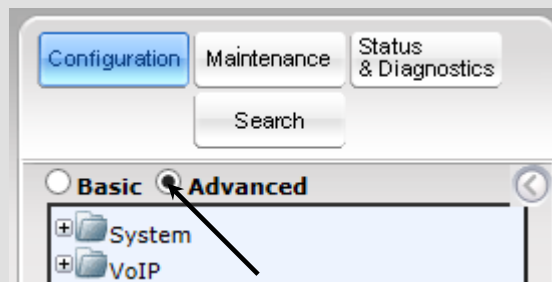 Configuration Maintenance Status & Diagnostics
Search
Basic Advanced
System
VoIP